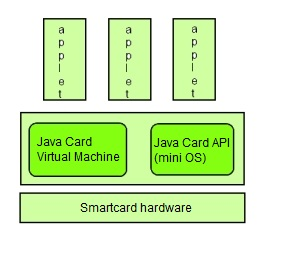 applet applet applet
Java Card
Virtual Machine
Java Card API
(mini OS)
Smartcard hardware